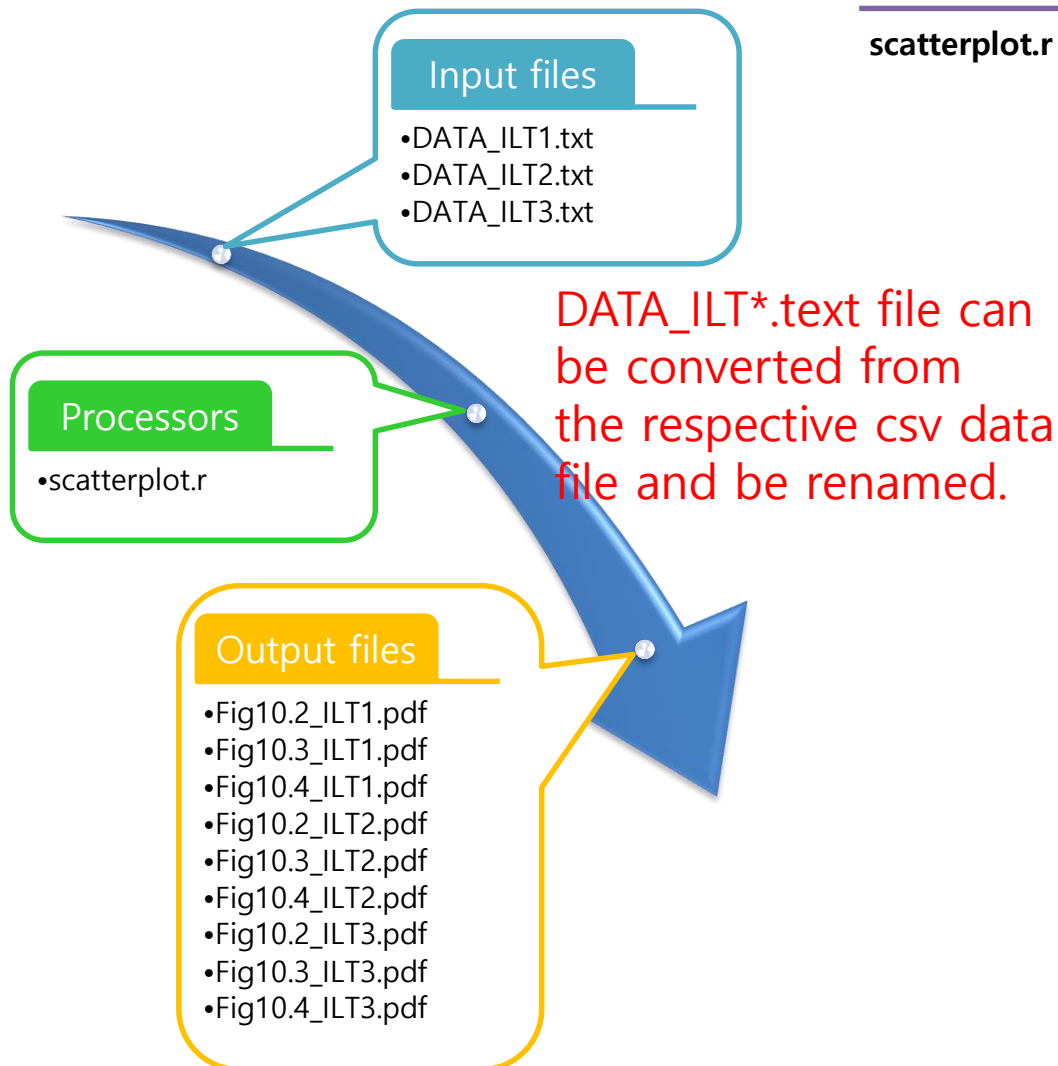 scatterplot.r
Input files
•DATA_ILT1.txt
•DATA_ILT2.txt
•DATA_ILT3.txt
DATA_ILT*.text file can
be converted from
the respective csv data
file and be renamed.
Processors
•scatterplot.r
Output files
•Fig10.2_ILT1.pdf
•Fig10.3_ILT1.pdf
•Fig10.4_ILT1.pdf
•Fig10.2_ILT2.pdf
•Fig10.3_ILT2.pdf
•Fig10.4_ILT2.pdf
•Fig10.2_ILT3.pdf
•Fig10.3_ILT3.pdf
•Fig10.4_ILT3.pdf